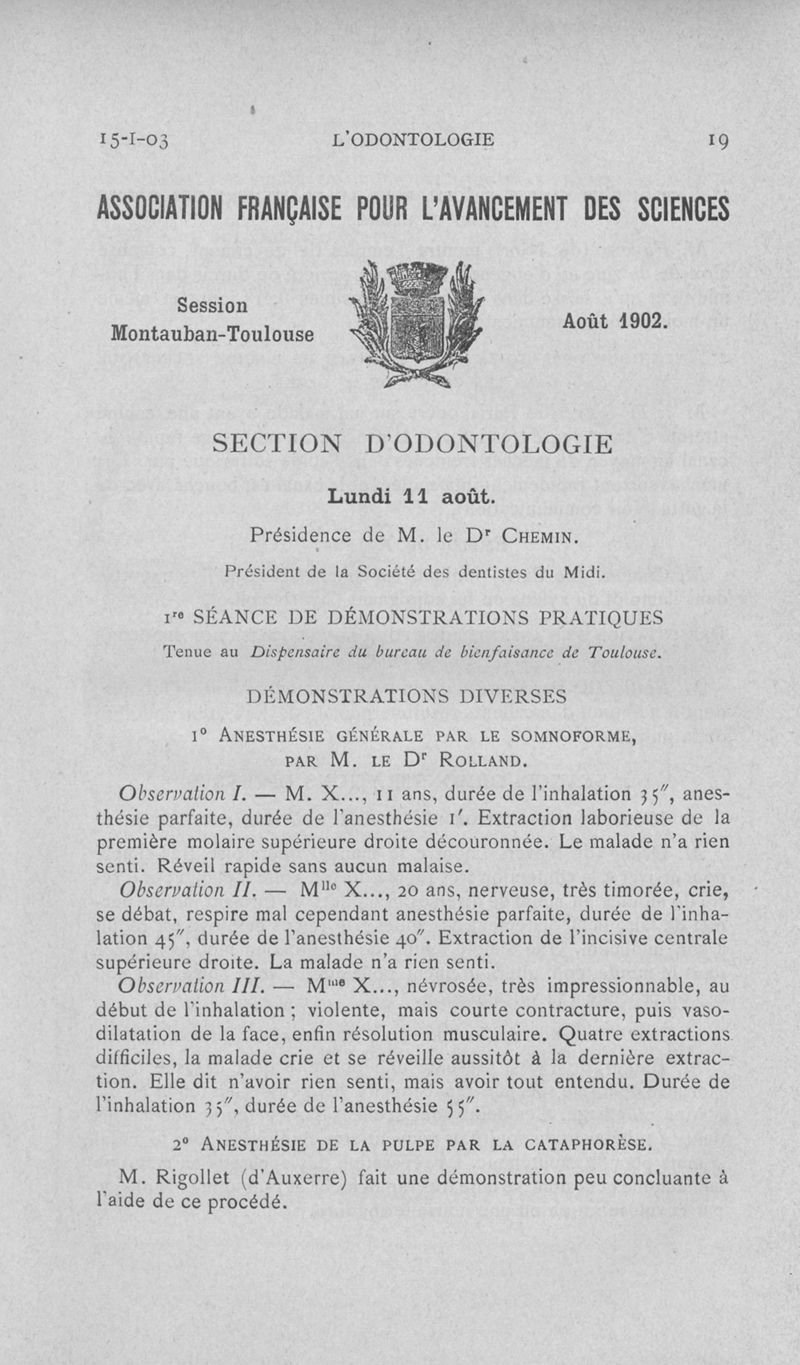 15-1-03 L'ODONTOLOGIE 19
ASSOCIATION FRANÇAISE POUR L'AVANCEMENT DES SCIENCES
Session
Montauban-Toulouse
Août 1902.
SECTION D'ODONTOLOGIE
Lundi 11 août.
Présidence de M. le Dr CHEMIN.
Président de la Société des dentistes du Midi.
1re SÉANCE DE DÉMONSTRATIONS PRATIQUES
Tenue au Dispensaire du bureau de bienfaisance de Toulouse.
DÉMONSTRATIONS DIVERSES
1° ANESTHÉSIE GÉNÉRALE PAR LE SOMNOFORME,
PAR M. LE Dr ROLLAND.
Observation I. — M. X..., 11 ans, durée de l'inhalation 35", anes-
thésie parfaite, durée de l'anesthésie 1'. Extraction laborieuse de la
première molaire supérieure droite découronnée. Le malade n'a rien
senti. Réveil rapide sans aucun malaise.
Observation II. — Mlle X..., 20 ans, nerveuse, très timorée, crie,
se débat, respire mal cependant anesthésie parfaite, durée de l'inha-
lation 45", durée de l'anesthésie 40". Extraction de l'incisive centrale
supérieure droite. La malade n'a rien senti.
Observation III. — Mme X..., névrosée, très impressionnable, au
début de l'inhalation ; violente, mais courte contracture, puis vaso-
dilatation de la face, enfin résolution musculaire. Quatre extractions
difficiles, la malade crie et se réveille aussitôt à la dernière extrac-
tion. Elle dit n'avoir rien senti, mais avoir tout entendu. Durée de
l'inhalation 35", durée de l'anesthésie 55".
2° ANESTHÉSIE DE LA PULPE PAR LA CATAPHORÈSE.
M. Rigollet (d'Auxerre) fait une démonstration peu concluante à
l'aide de ce procédé.